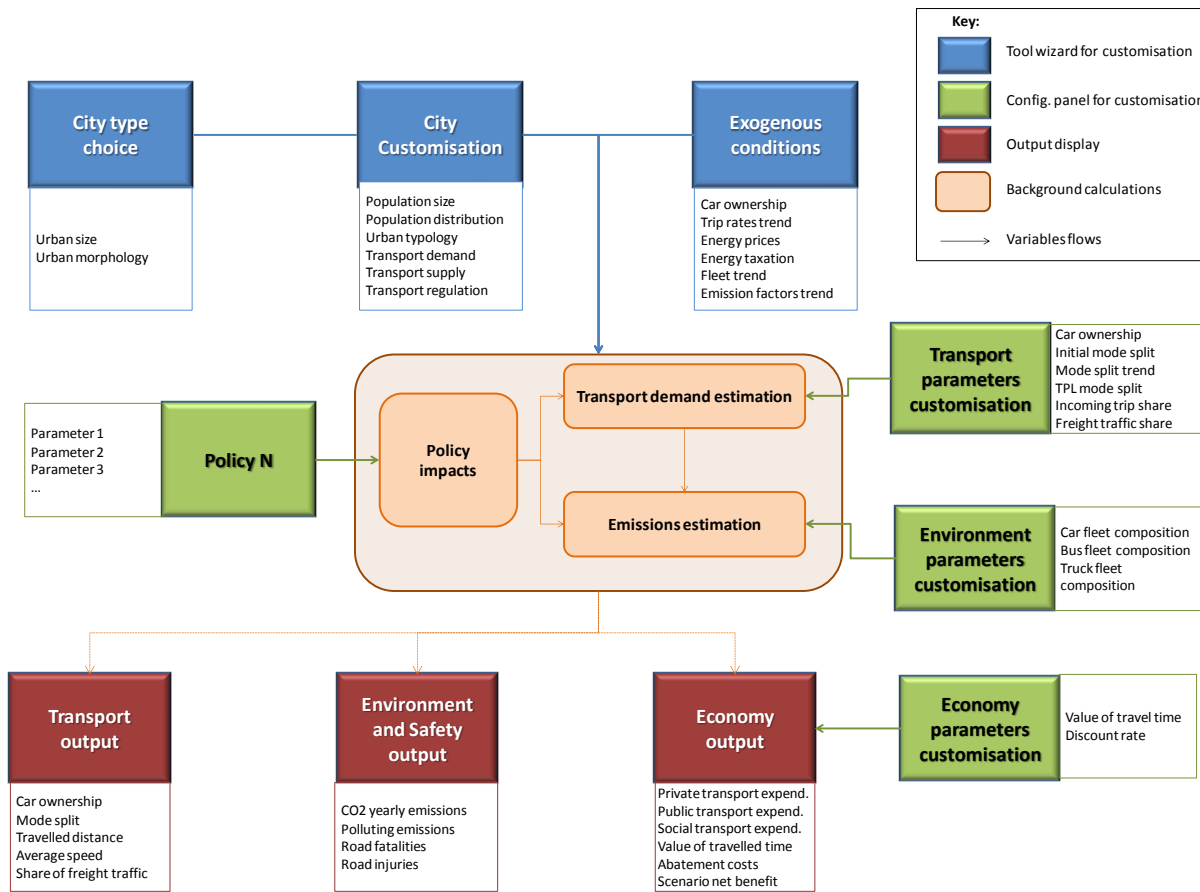 Key:
Tool wizard for customisation
Config. panel for customisation
Output display
Background calculations
Variables flows
City type
choice
Urban size
Urban morphology
City
Customisation
Population size
Population distribution
Urban typology
Transport demand
Transport supply
Transport regulation
Exogenous
conditions
Car ownership
Trip rates trend
Energy prices
Energy taxation
Fleet trend
Emission factors trend
Transport
parameters
customisation
Car ownership
Initial mode split
Mode split trend
TPL mode split
Incoming trip share
Freight traffic share
Parameter 1
Parameter 2
Parameter 3
...
Policy N
Policy
impacts
Transport demand estimation
Emissions estimation
Environment
parameters
customisation
Car fleet composition
Bus fleet composition
Truck fleet
composition
Transport
output
Car ownership
Mode split
Travelled distance
Average speed
Share of freight traffic
Environment
and Safety
output
CO2 yearly emissions
Polluting emissions
Road fatalities
Road injuries
Economy
output
Private transport expend.
Public transport expend.
Social transport expend.
Value of travelled time
Abatement costs
Scenario net benefit
Economy
parameters
customisation
Value of travel time
Discount rate